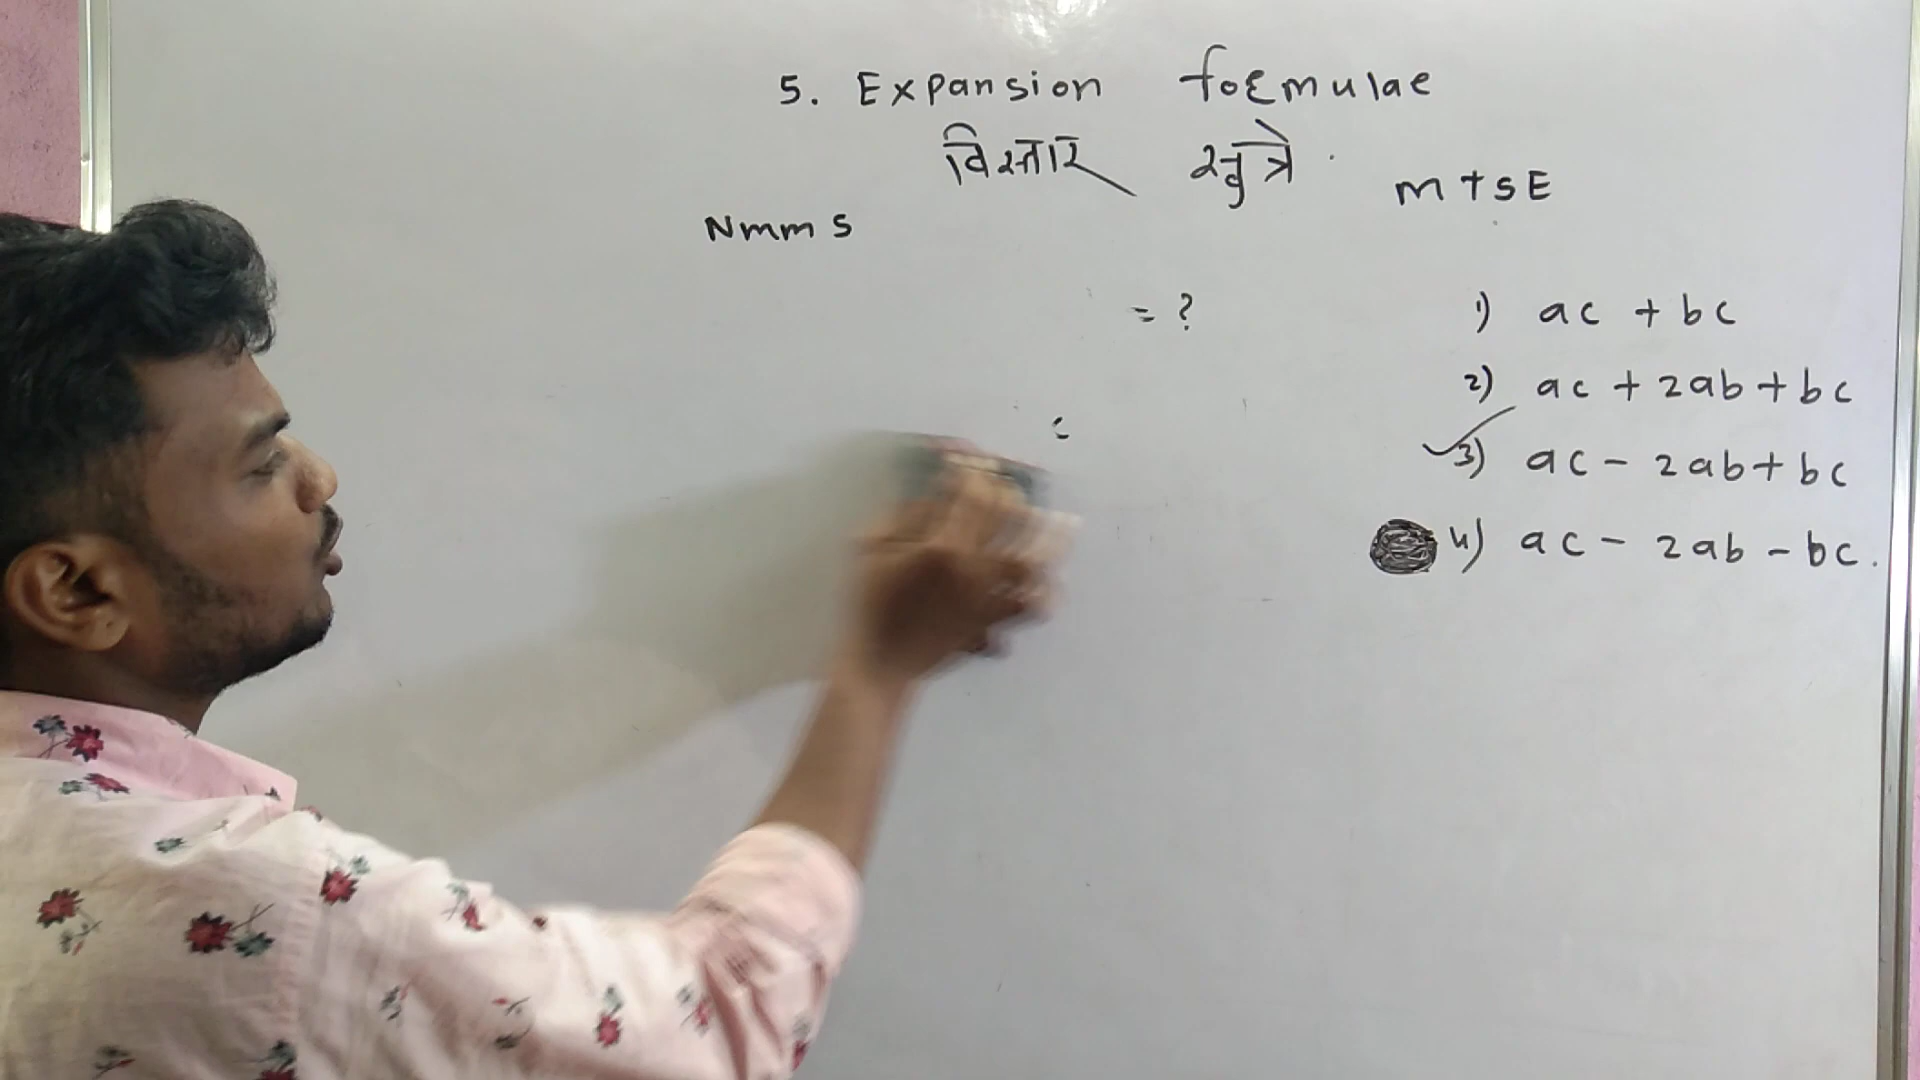 5. Expansion formulae
विस्तार सुत्रे.
MTSE
NMMS
= ?
1) ac + bc
2) ac + 2ab + bc
✓3) ac - 2ab + bc
4) ac - 2ab - bc.
=